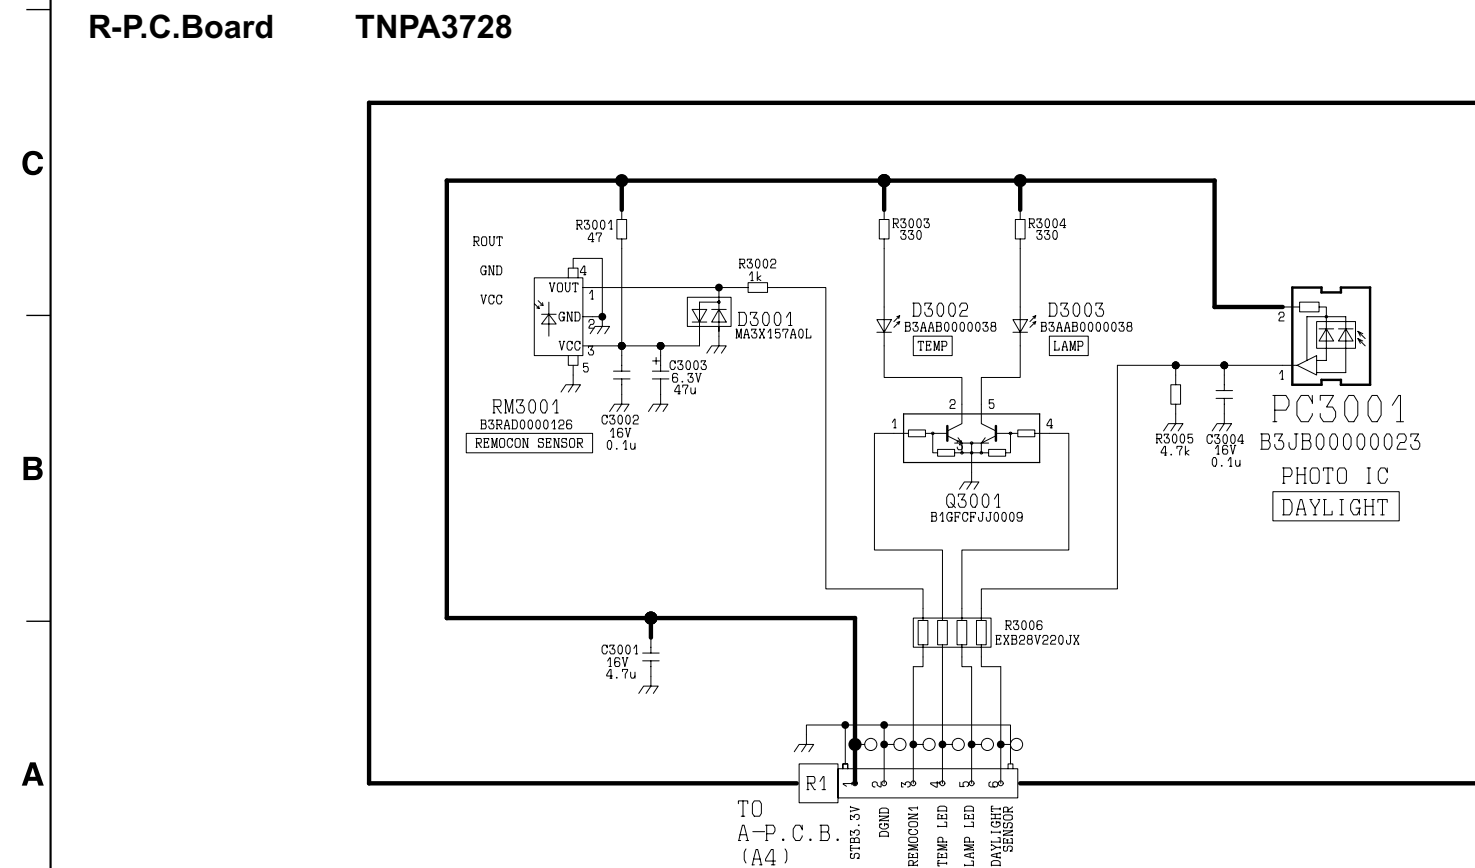 R-P.C.Board TNPA3728
C
B
A
ROUT
GND
VCC
R3001
47
4
VOUT
1
GND
2
VCC
3
5
RM3001
B3RAD0000126
REMOCON SENSOR
C3002
16V
0.1u
+
C3003
6.3V
47u
D3001
MA3X157A0L
R3002
1k
R3003
330
R3004
330
D3002
B3AAB0000038
TEMP
D3003
B3AAB0000038
LAMP
2
5
1
4
3
Q3001
B1GFCFJJ0009
2
1
PC3001
B3JB00000023
PHOTO IC
DAYLIGHT
R3005
4.7k
C3004
16V
0.1u
R3006
EXB28V220JX
C3001
16V
4.7u
R1
1
2
3
4
5
6
TO
A-P.C.B.
(A4)
STB3.3V
DGND
REMOCON1
TEMP LED
LAMP LED
DAYLIGHT
SENSOR